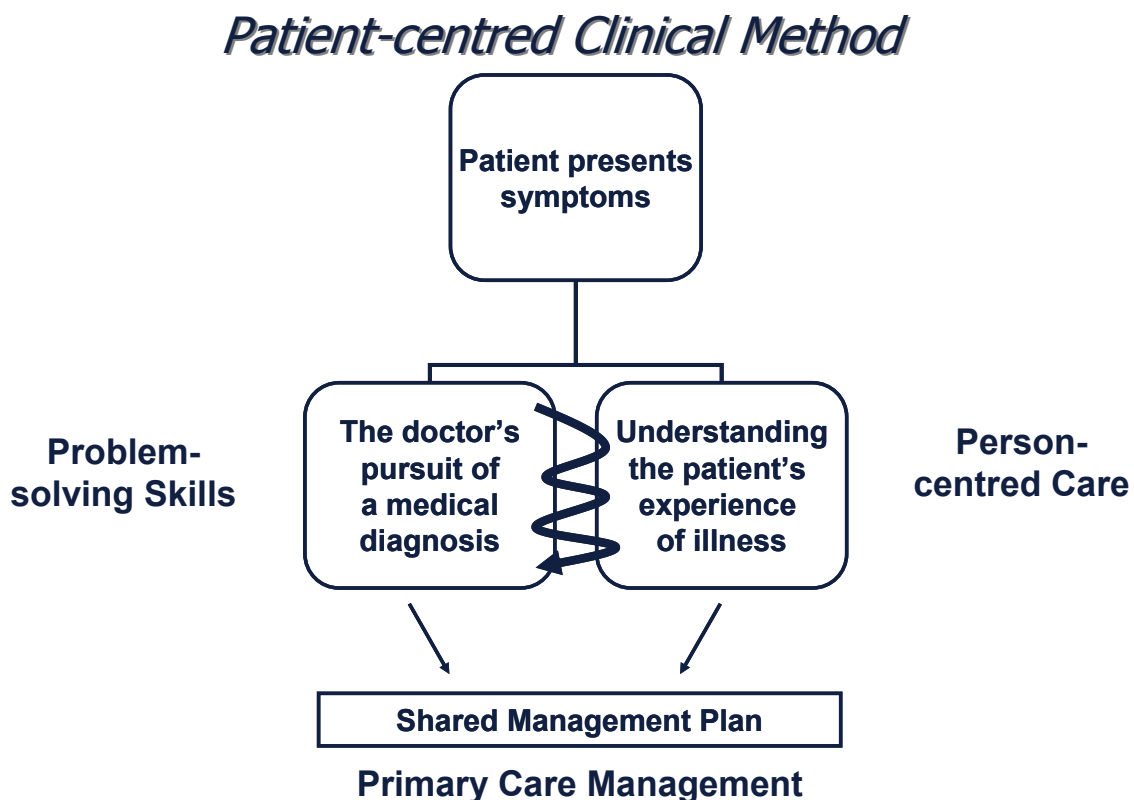 Patient-centred Clinical Method
Patient presents
symptoms
Problem-
solving Skills
The doctor's
pursuit of
a medical
diagnosis
Understanding
the patient's
experience
of illness
Person-
centred Care
Shared Management Plan
Primary Care Management